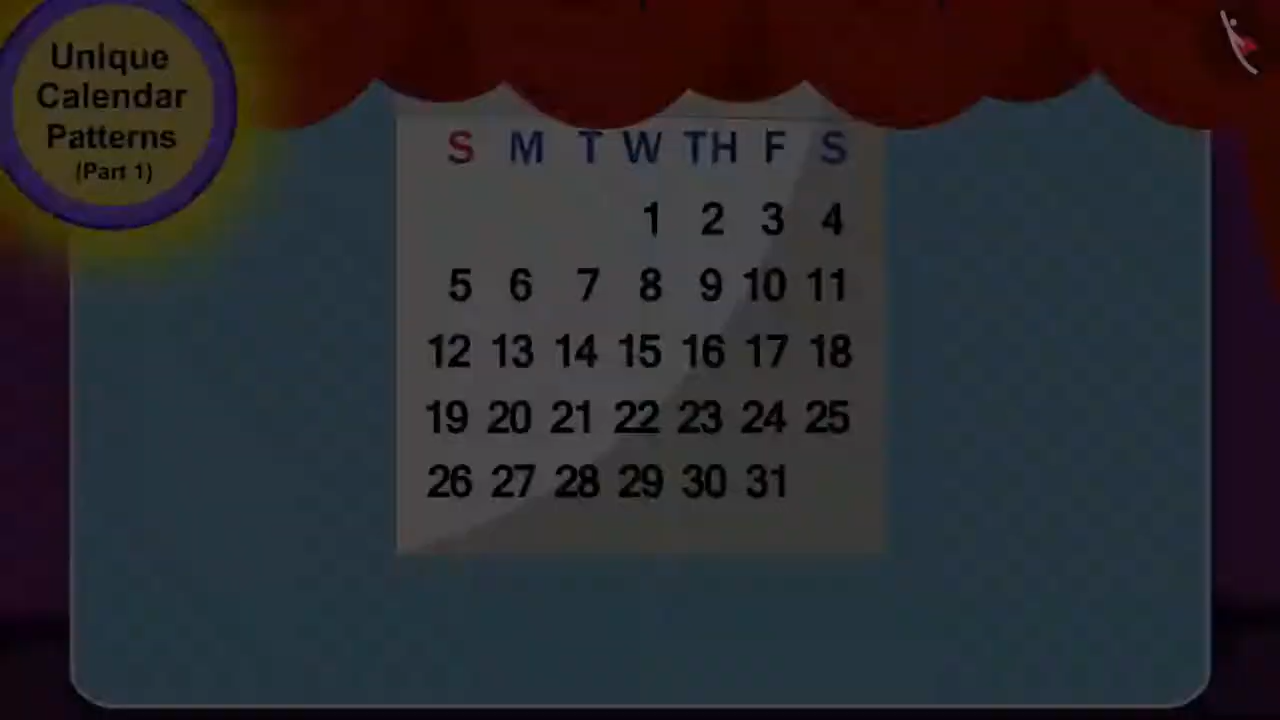 Unique
Calendar
Patterns
(Part 1)
S M T W TH F S
1 2 3 4
5 6 7 8 9 10 11
12 13 14 15 16 17 18
19 20 21 22 23 24 25
26 27 28 29 30 31